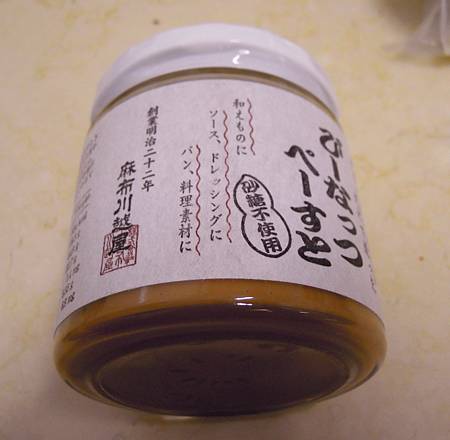 ぴーなっつ
ぺーすと
砂糖不使用
和えものに
ソース、ドレッシングに
パン、料理素材に
創業明治二十二年
麻布川越屋